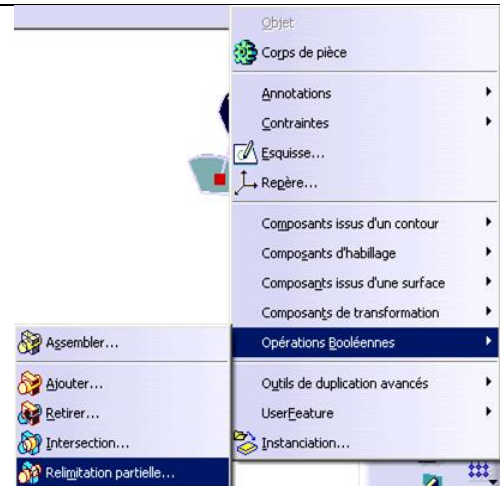 Objet
Corps de pièce
Annotations
Contraintes
Esquisse...
Repère...
Composants issus d'un contour
Composants d'habillage
Composants issus d'une surface
Composants de transformation
Opérations Booléennes
Outils de duplication avancés
UserFeature
Instanciation...
Assembler...
Ajouter...
Retirer...
Intersection...
Relimitation partielle...